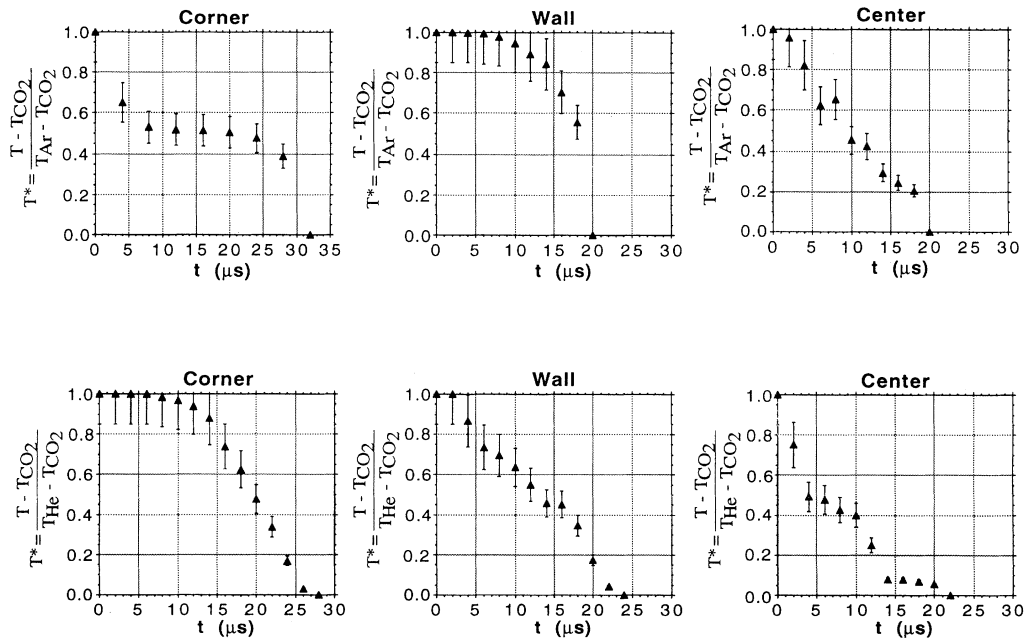 Corner
T* = T - TCO2 / TAr - TCO2
1.0
0.8
0.6
0.4
0.2
0.0
0 5 10 15 20 25 30 35
t (μs)
Wall
T* = T - TCO2 / TAr - TCO2
1.0
0.8
0.6
0.4
0.2
0.0
0 5 10 15 20 25 30
t (μs)
Center
T* = T - TCO2 / TAr - TCO2
1.0
0.8
0.6
0.4
0.2
0.0
0 5 10 15 20 25 30
t (μs)
Corner
T* = T - TCO2 / THe - TCO2
1.0
0.8
0.6
0.4
0.2
0.0
0 5 10 15 20 25 30 35
t (μs)
Wall
T* = T - TCO2 / THe - TCO2
1.0
0.8
0.6
0.4
0.2
0.0
0 5 10 15 20 25 30
t (μs)
Center
T* = T - TCO2 / THe - TCO2
1.0
0.8
0.6
0.4
0.2
0.0
0 5 10 15 20 25 30
t (μs)